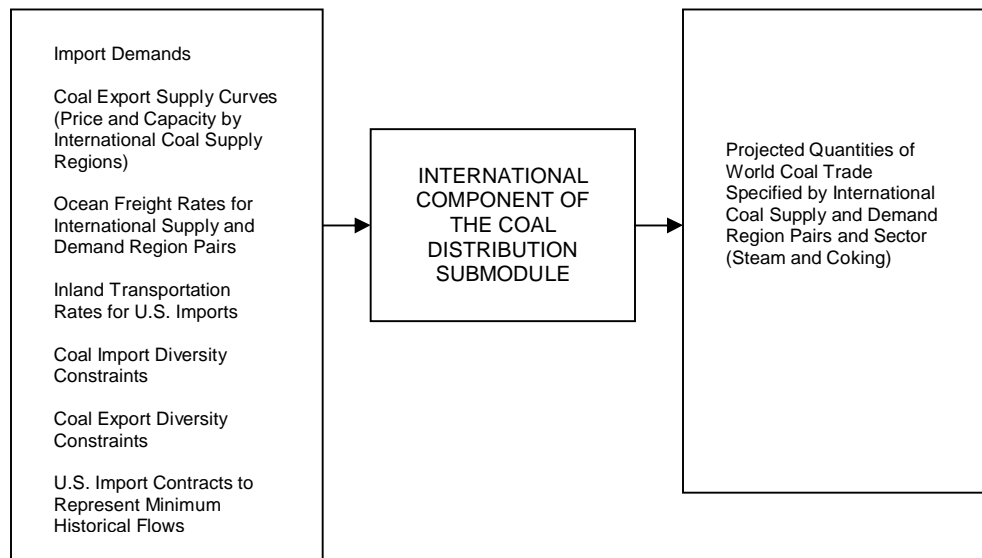 Import Demands
Coal Export Supply Curves
(Price and Capacity by
International Coal Supply
Regions)
Ocean Freight Rates for
International Supply and
Demand Region Pairs
Inland Transportation
Rates for U.S. Imports
Coal Import Diversity
Constraints
Coal Export Diversity
Constraints
U.S. Import Contracts to
Represent Minimum
Historical Flows
INTERNATIONAL
COMPONENT OF
THE COAL
DISTRIBUTION
SUBMODULE
Projected Quantities of
World Coal Trade
Specified by International
Coal Supply and Demand
Region Pairs and Sector
(Steam and Coking)